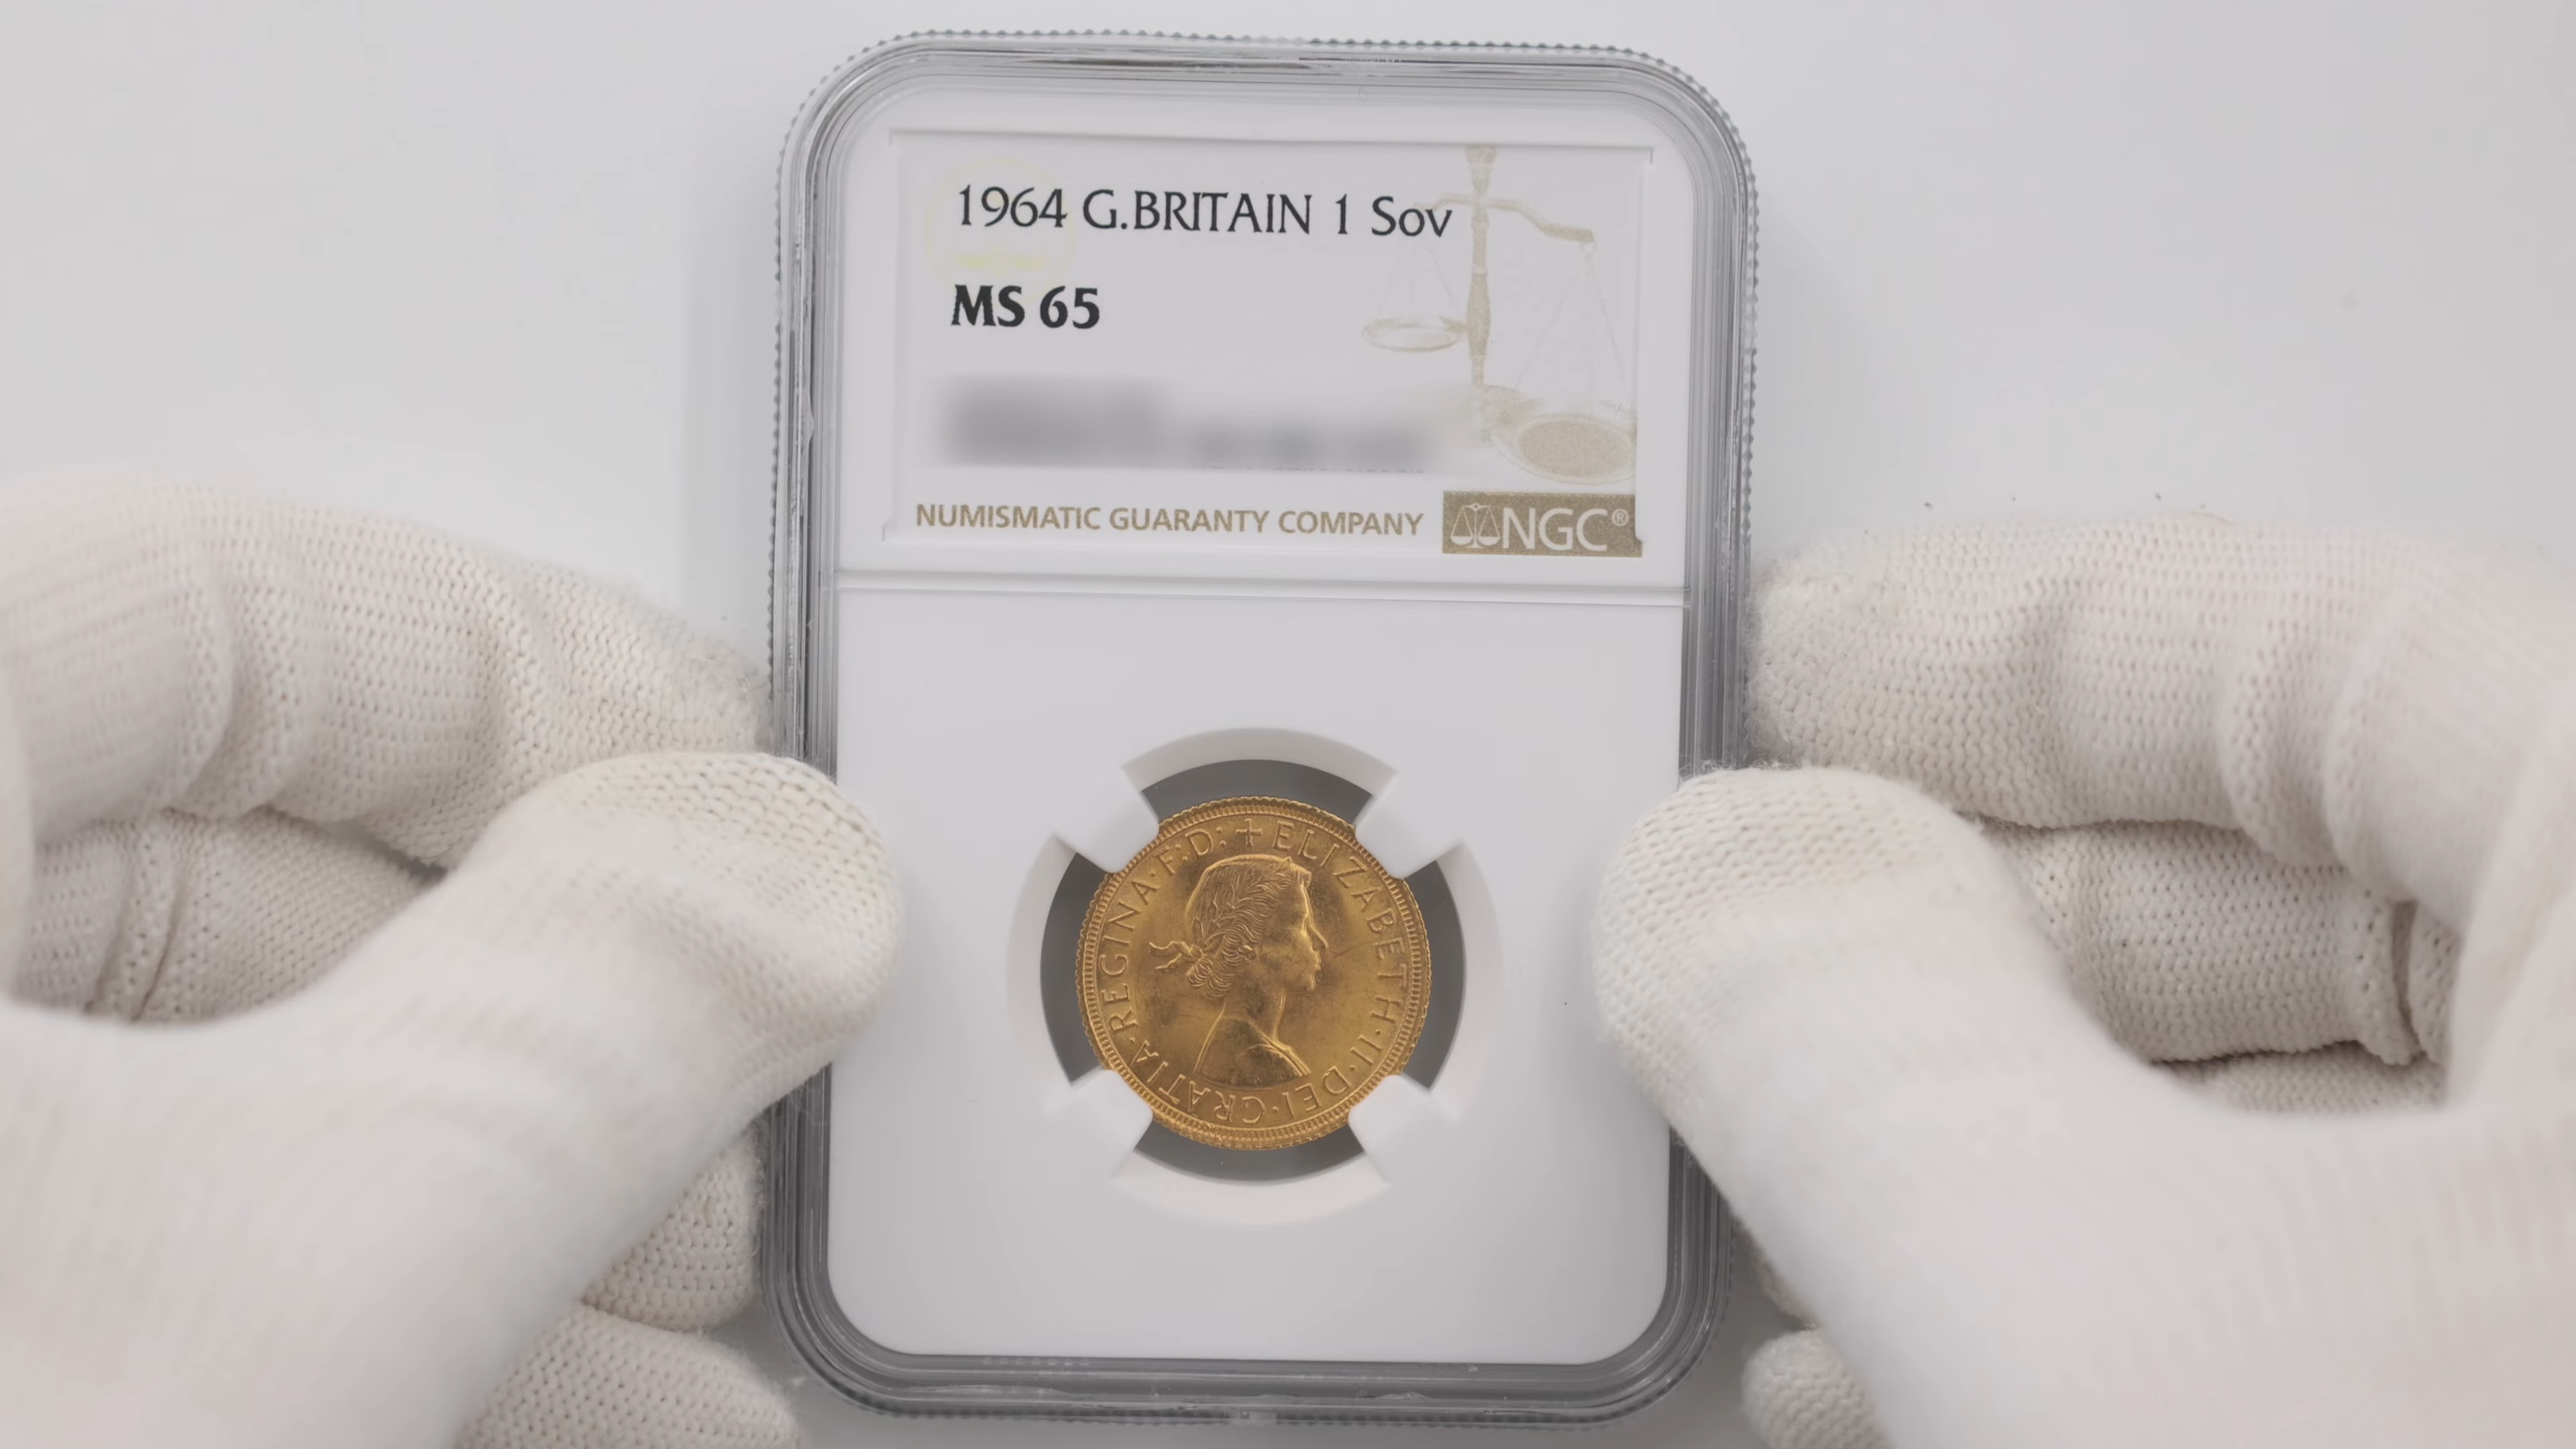 1964 G.BRITAIN 1 Sov
MS 65
NUMISMATIC GUARANTY COMPANY NGC®
+ ELIZABETH·II·DEI·GRATIA·REGINA·F:D: